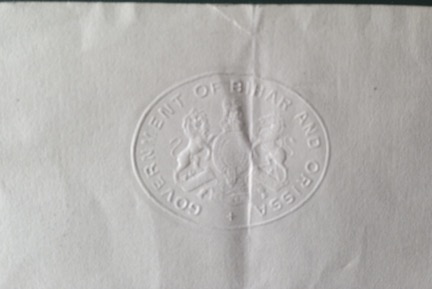 GOVERNMENT OF BIHAR AND ORISSA